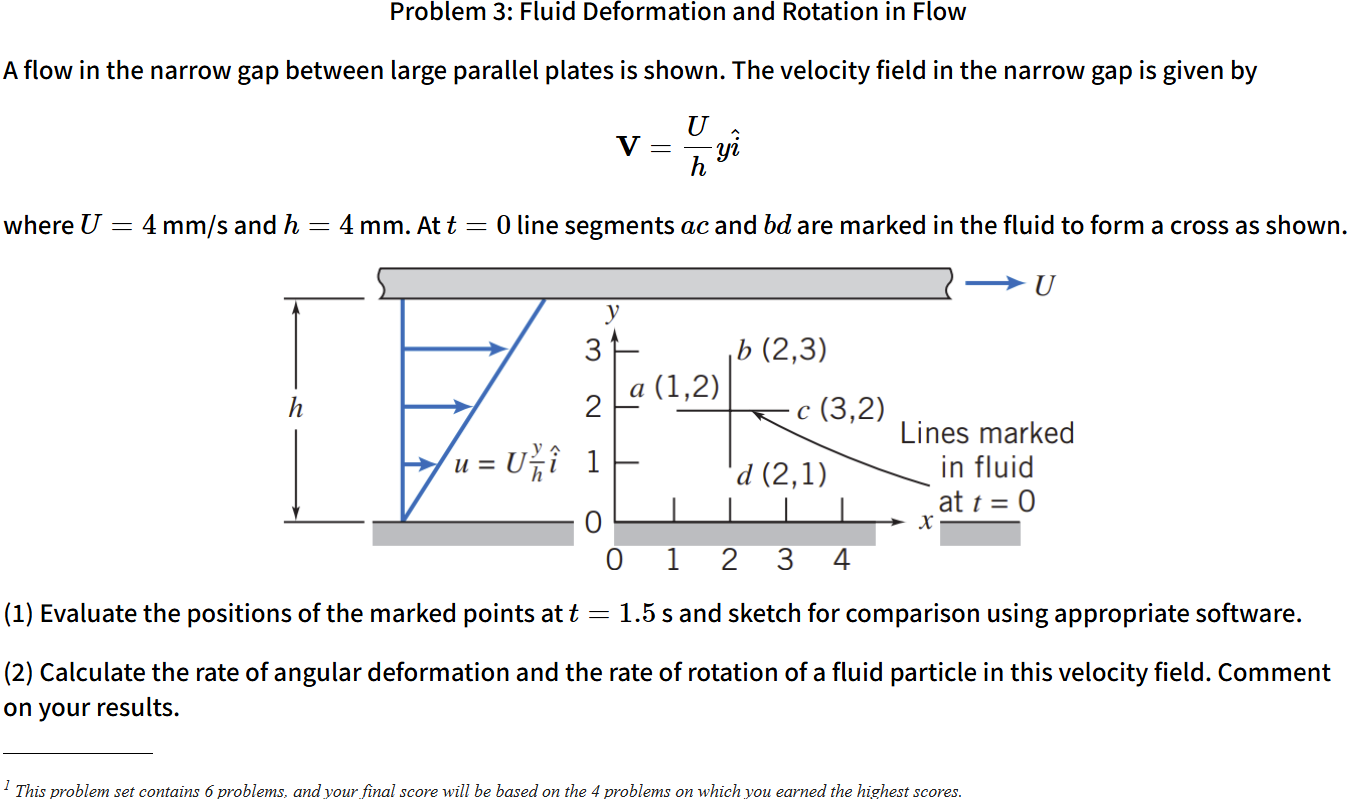 Problem 3: Fluid Deformation and Rotation in Flow
A flow in the narrow gap between large parallel plates is shown. The velocity field in the narrow gap is given by
V = U/h yî
where U = 4 mm/s and h = 4 mm. At t = 0 line segments ac and bd are marked in the fluid to form a cross as shown.
U
y
3
b (2,3)
a (1,2)
h
2
c (3,2)
Lines marked
u = U y/h î
1
in fluid
d (2,1)
at t = 0
0
x
0 1 2 3 4
(1) Evaluate the positions of the marked points at t = 1.5 s and sketch for comparison using appropriate software.
(2) Calculate the rate of angular deformation and the rate of rotation of a fluid particle in this velocity field. Comment
on your results.
1 This problem set contains 6 problems, and your final score will be based on the 4 problems on which you earned the highest scores.